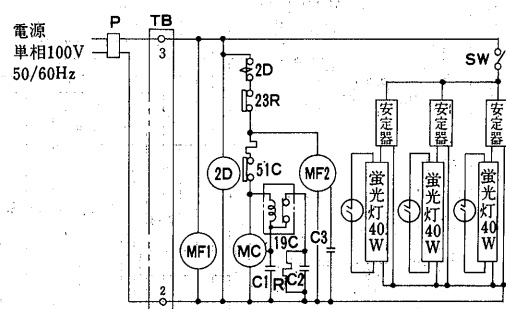 電源
単相100V
50/60Hz
P
TB
3
SW
2D
23R
51C
2D
MF2
MF1
MC
19C
C1
R
C2
C3
2
安定器
安定器
安定器
蛍光灯40W
蛍光灯40W
蛍光灯40W